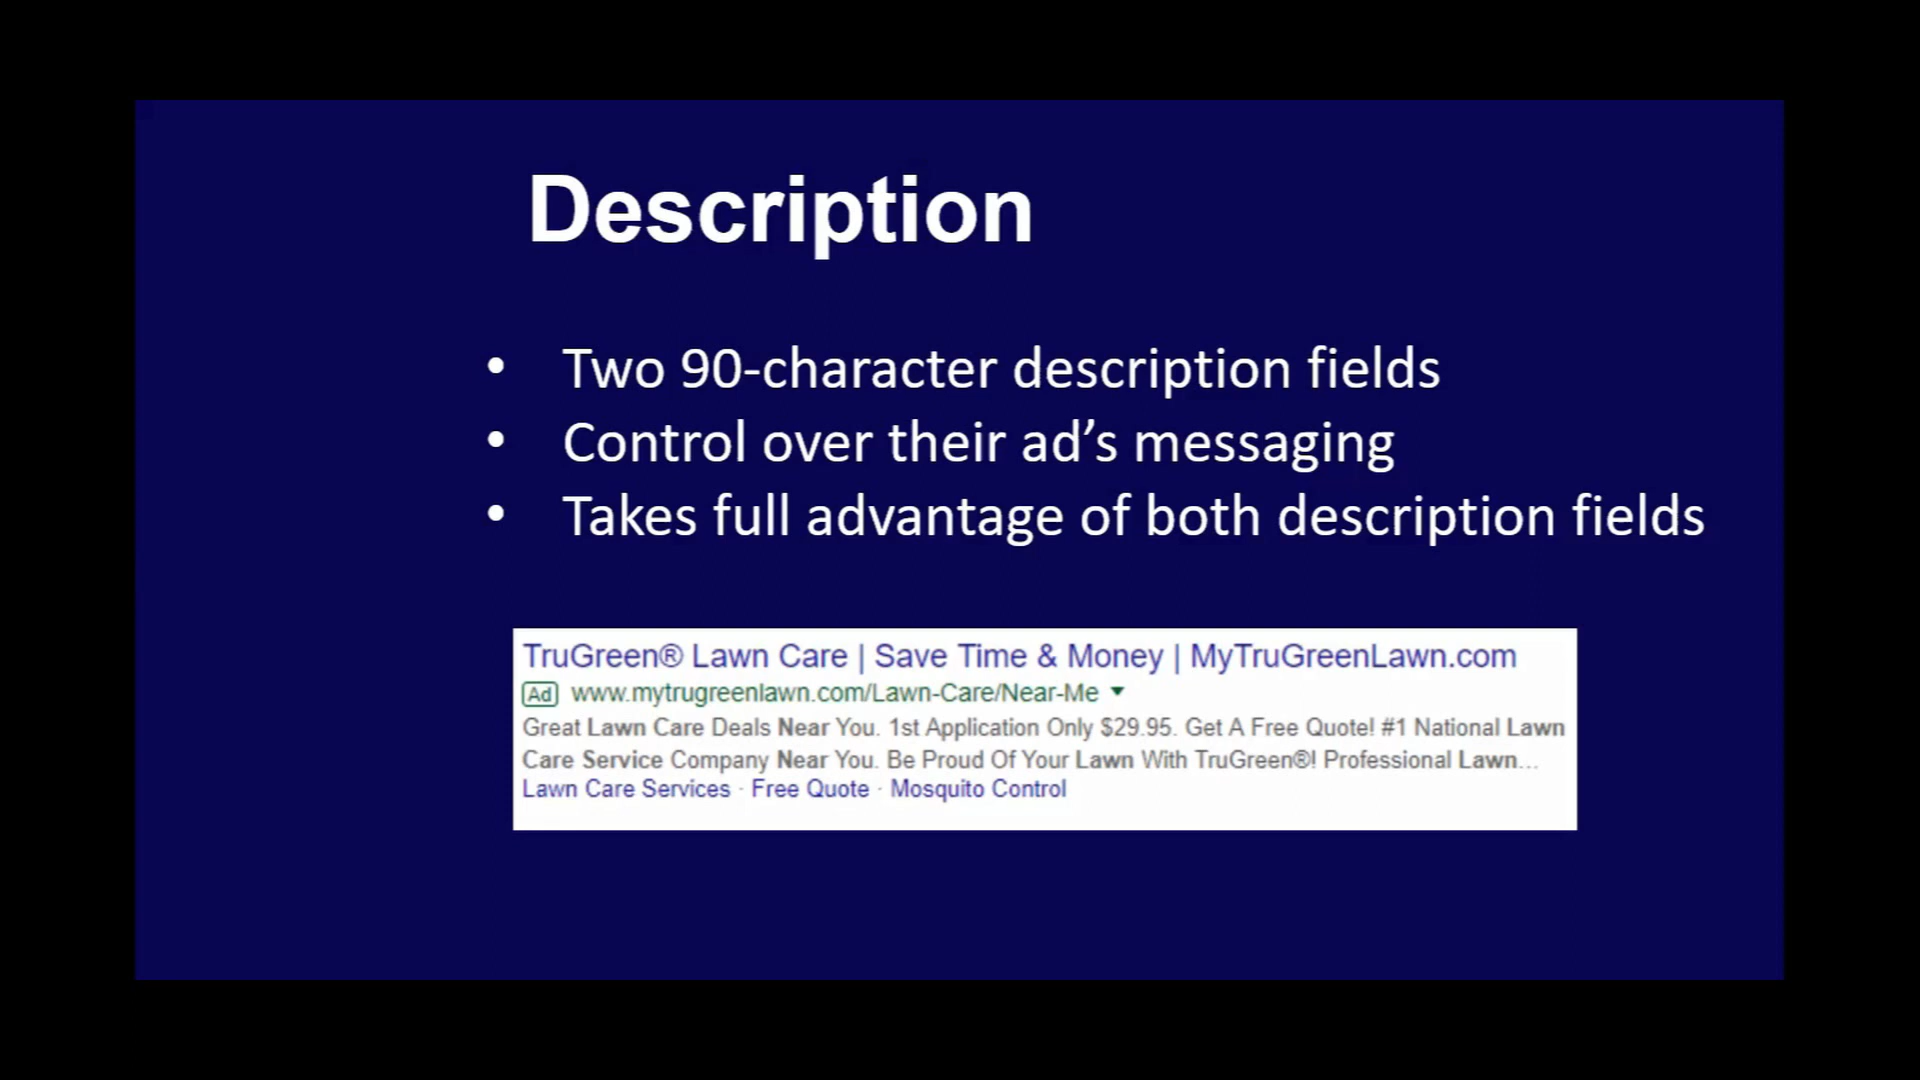 Description
• Two 90-character description fields
• Control over their ad’s messaging
• Takes full advantage of both description fields
TruGreen® Lawn Care | Save Time & Money | MyTruGreenLawn.com
Ad www.mytrugreenlawn.com/Lawn-Care/Near-Me ▼
Great Lawn Care Deals Near You. 1st Application Only $29.95. Get A Free Quote! #1 National Lawn
Care Service Company Near You. Be Proud Of Your Lawn With TruGreen®! Professional Lawn...
Lawn Care Services · Free Quote · Mosquito Control